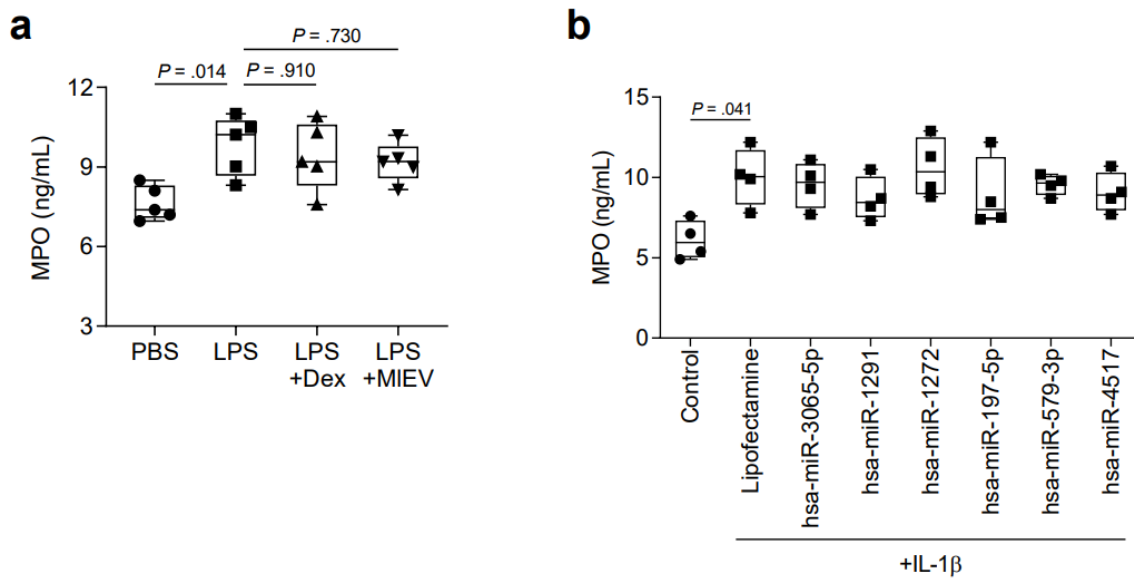 a
P = .730
P = .014
P = .910
12
9
6
3
MPO (ng/mL)
PBS
LPS
LPS
+Dex
LPS
+MIEV
b
P = .041
15
10
5
0
MPO (ng/mL)
Control
Lipofectamine
hsa-miR-3065-5p
hsa-miR-1291
hsa-miR-1272
hsa-miR-197-5p
hsa-miR-579-3p
hsa-miR-4517
+IL-1β